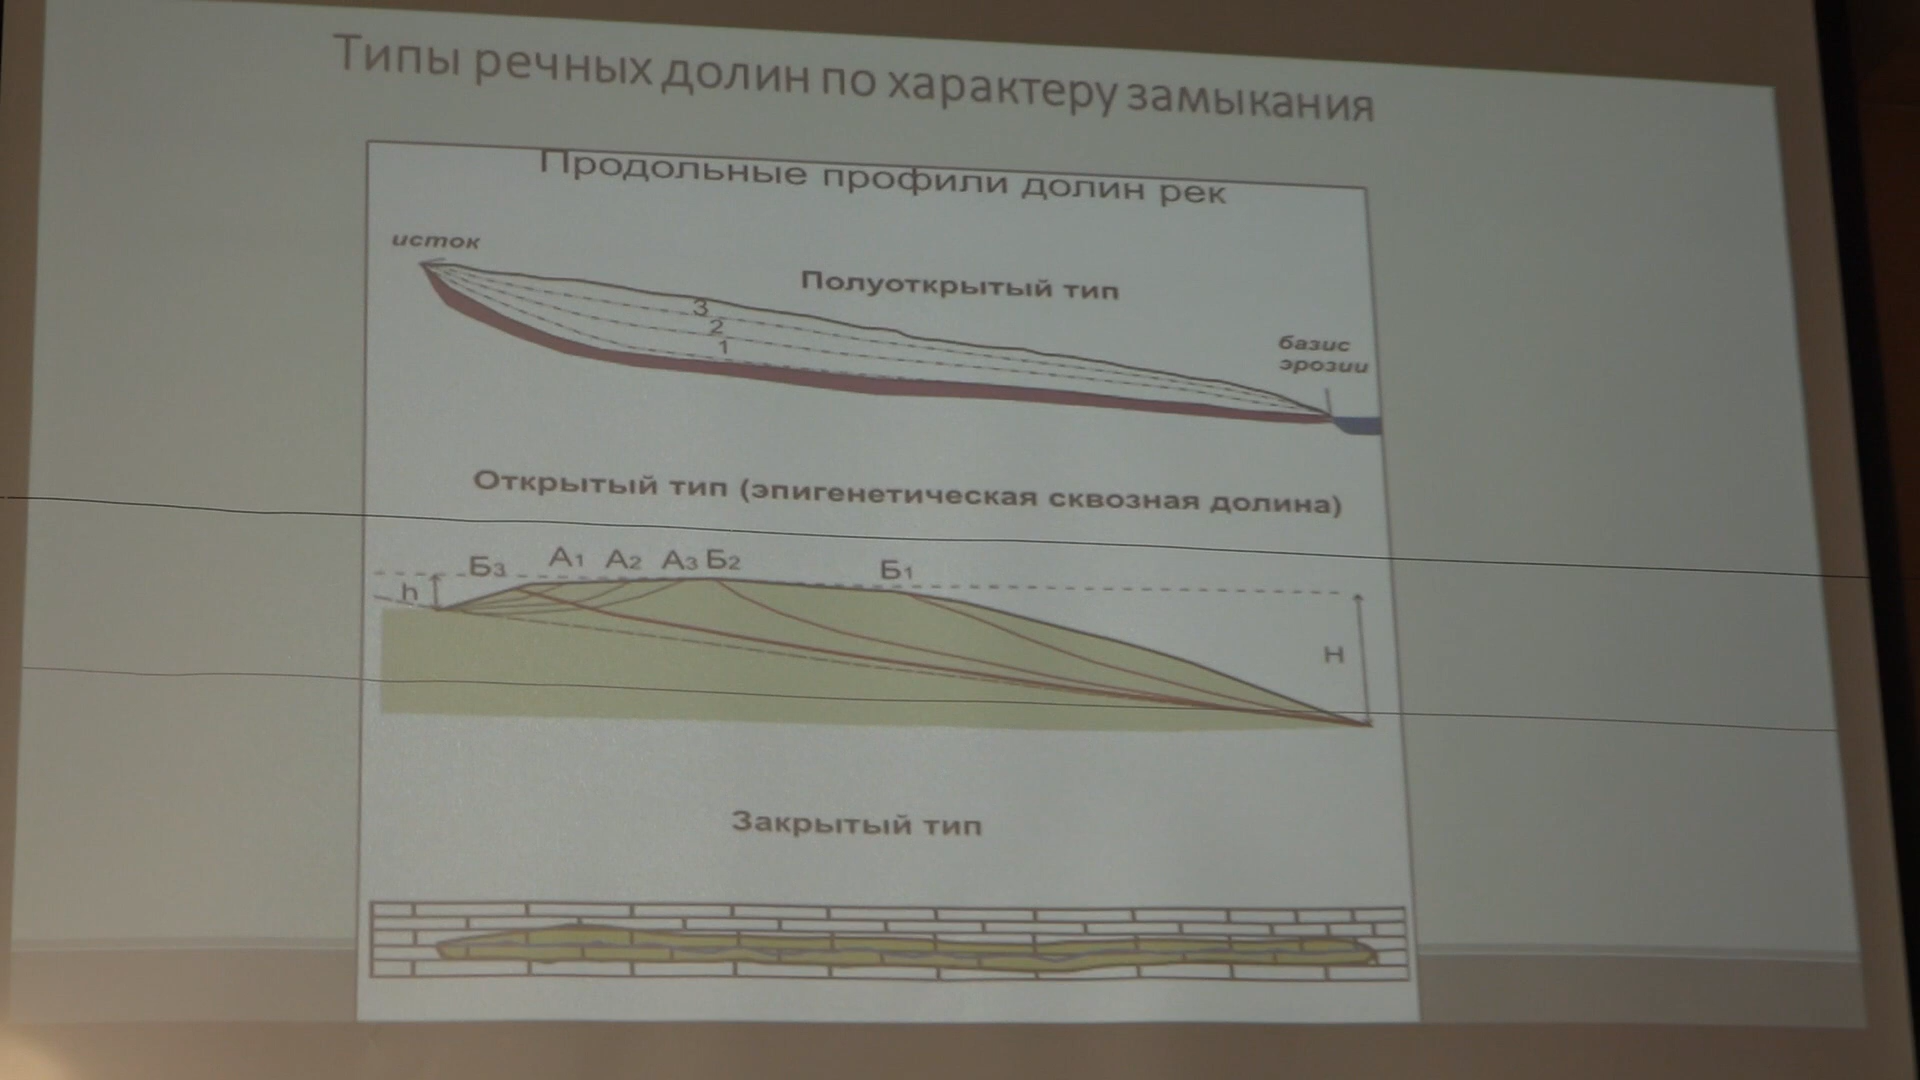 Типы речных долин по характеру замыкания
Продольные профили долин рек
исток
Полуоткрытый тип
3
2
1
базис
эрозии
Открытый тип (эпигенетическая сквозная долина)
Б3 А1 А2 А3 Б2 Б1
h
H
Закрытый тип